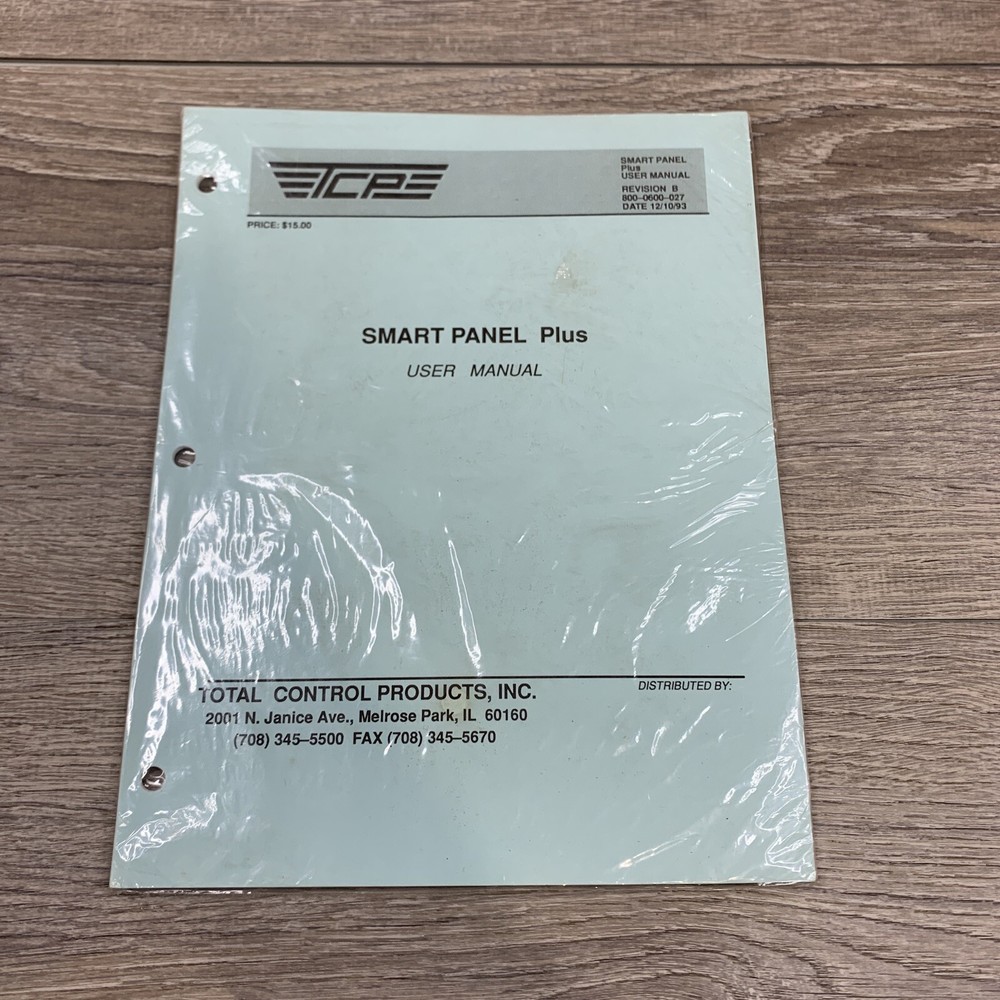 TCP
SMART PANEL
Plus
USER MANUAL
REVISION B
800-0600-027
DATE 12/10/93
PRICE: $15.00
SMART PANEL Plus
USER MANUAL
TOTAL CONTROL PRODUCTS, INC.
DISTRIBUTED BY:
2001 N. Janice Ave., Melrose Park, IL 60160
(708) 345-5500 FAX (708) 345-5670